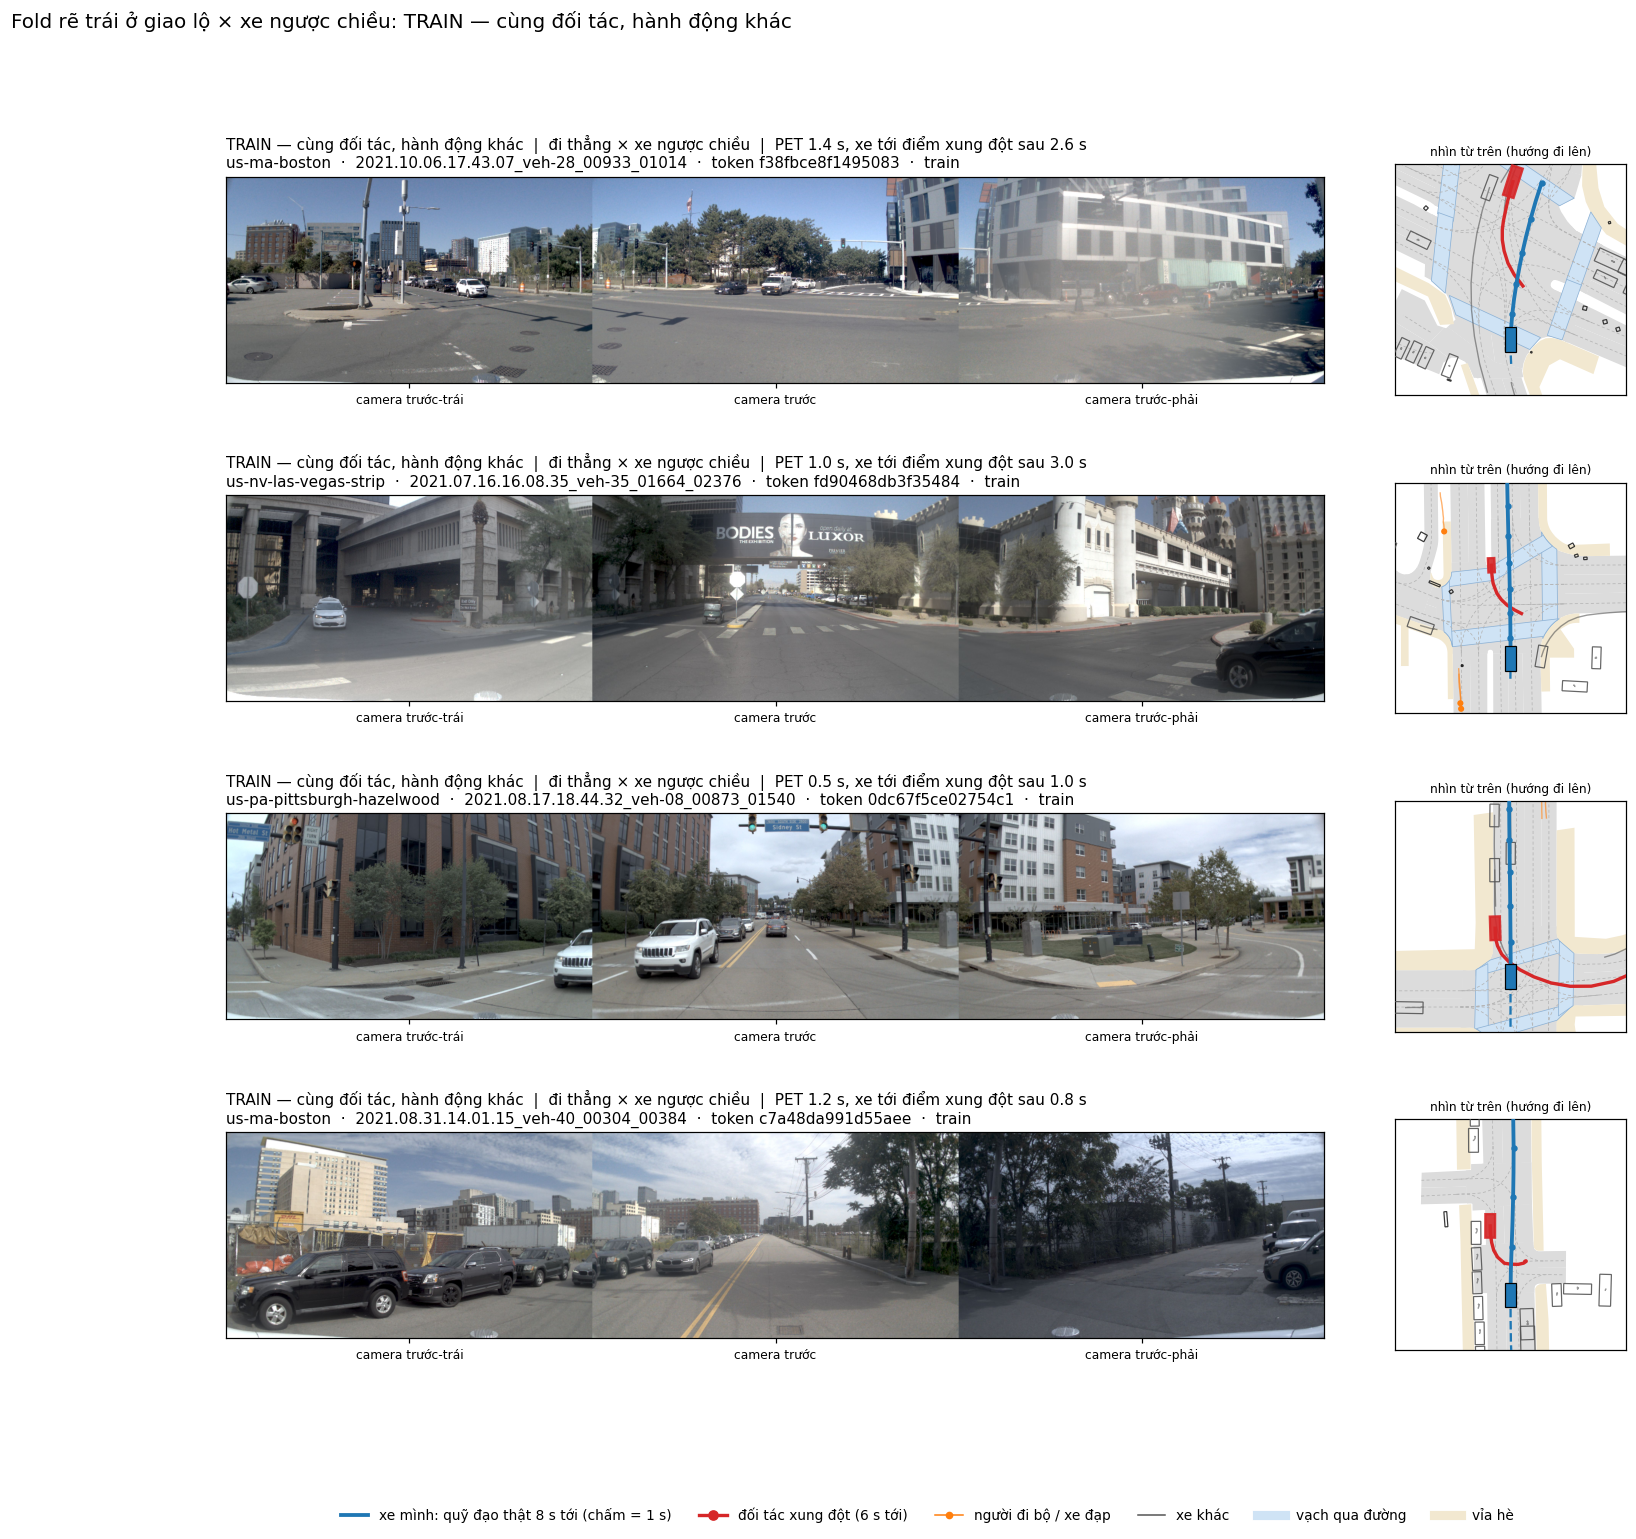 Fold rẽ trái ở giao lộ × xe ngược chiều: TRAIN — cùng đối tác, hành động khác
TRAIN — cùng đối tác, hành động khác | đi thẳng × xe ngược chiều | PET 1.4 s, xe tới điểm xung đột sau 2.6 s
us-ma-boston · 2021.10.06.17.43.07_veh-28_00933_01014 · token f38fbce8f1495083 · train
nhìn từ trên (hướng đi lên)
camera trước-trái
camera trước
camera trước-phải
TRAIN — cùng đối tác, hành động khác | đi thẳng × xe ngược chiều | PET 1.0 s, xe tới điểm xung đột sau 3.0 s
us-nv-las-vegas-strip · 2021.07.16.16.08.35_veh-35_01664_02376 · token fd90468db3f35484 · train
nhìn từ trên (hướng đi lên)
BODIES
THE EXHIBITION
open daily at
LUXOR
camera trước-trái
camera trước
camera trước-phải
TRAIN — cùng đối tác, hành động khác | đi thẳng × xe ngược chiều | PET 0.5 s, xe tới điểm xung đột sau 1.0 s
us-pa-pittsburgh-hazelwood · 2021.08.17.18.44.32_veh-08_00873_01540 · token 0dc67f5ce02754c1 · train
nhìn từ trên (hướng đi lên)
Hot Metal St
Sidney St
camera trước-trái
camera trước
camera trước-phải
TRAIN — cùng đối tác, hành động khác | đi thẳng × xe ngược chiều | PET 1.2 s, xe tới điểm xung đột sau 0.8 s
us-ma-boston · 2021.08.31.14.01.15_veh-40_00304_00384 · token c7a48da991d55aee · train
nhìn từ trên (hướng đi lên)
camera trước-trái
camera trước
camera trước-phải
xe mình: quỹ đạo thật 8 s tới (chấm = 1 s)
đối tác xung đột (6 s tới)
người đi bộ / xe đạp
xe khác
vạch qua đường
vỉa hè